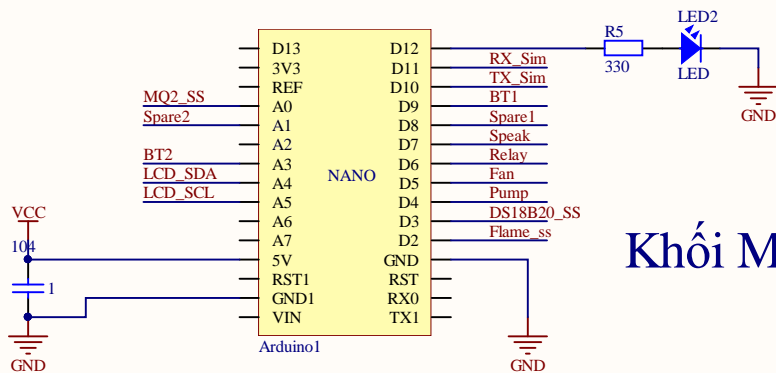 LED2
D13
D12
R5
3V3
D11
RX_Sim
330
LED
REF
D10
TX_Sim
MQ2_SS
A0
D9
BT1
GND
Spare2
A1
D8
Spare1
A2
D7
Speak
BT2
A3
NANO
D6
Relay
LCD_SDA
A4
D5
Fan
LCD_SCL
A5
D4
Pump
VCC
A6
D3
DS18B20_SS
104
A7
D2
Flame_ss
Khối M
5V
GND
RST1
RST
1
GND1
RX0
VIN
TX1
Arduino1
GND
GND